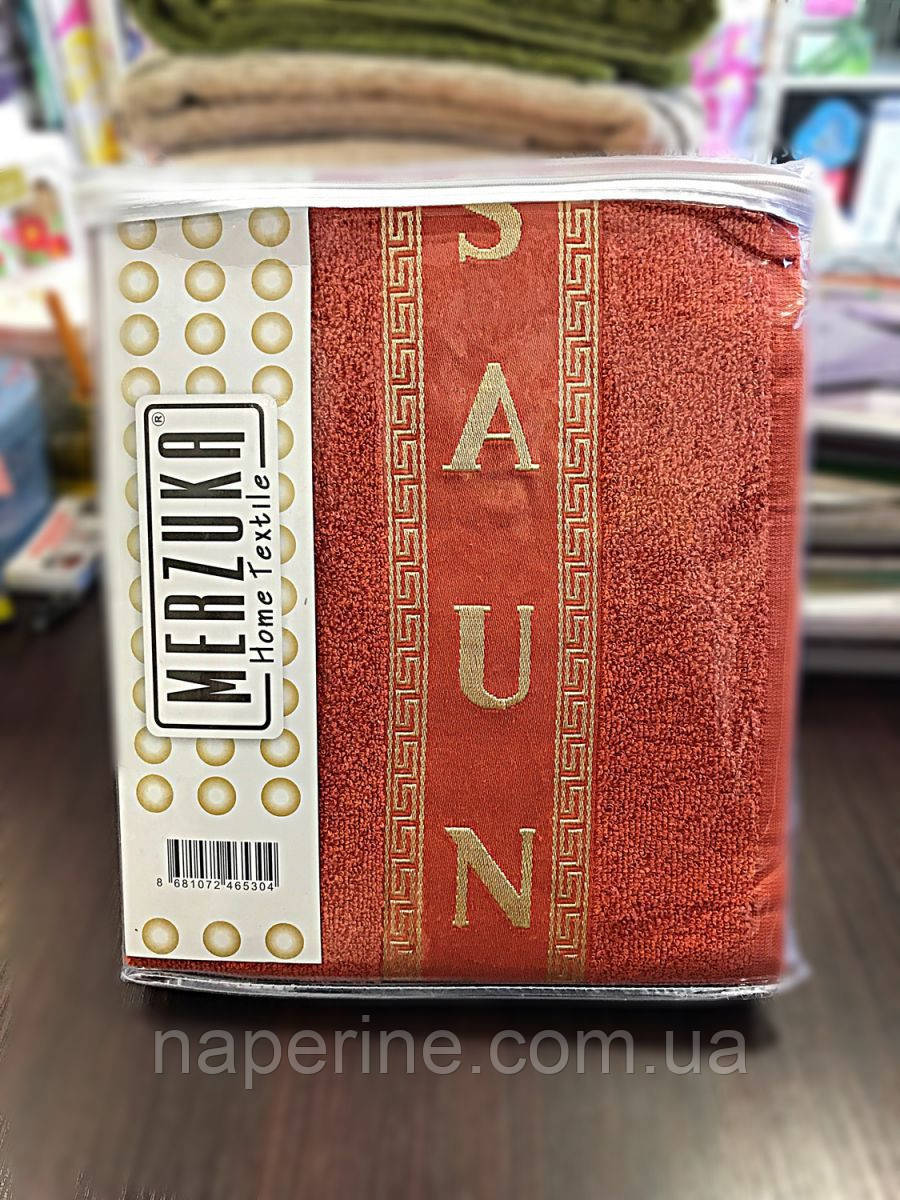 S
A
U
N
MERZUKA®
Home Textile
8 681072 465304
naperine.com.ua